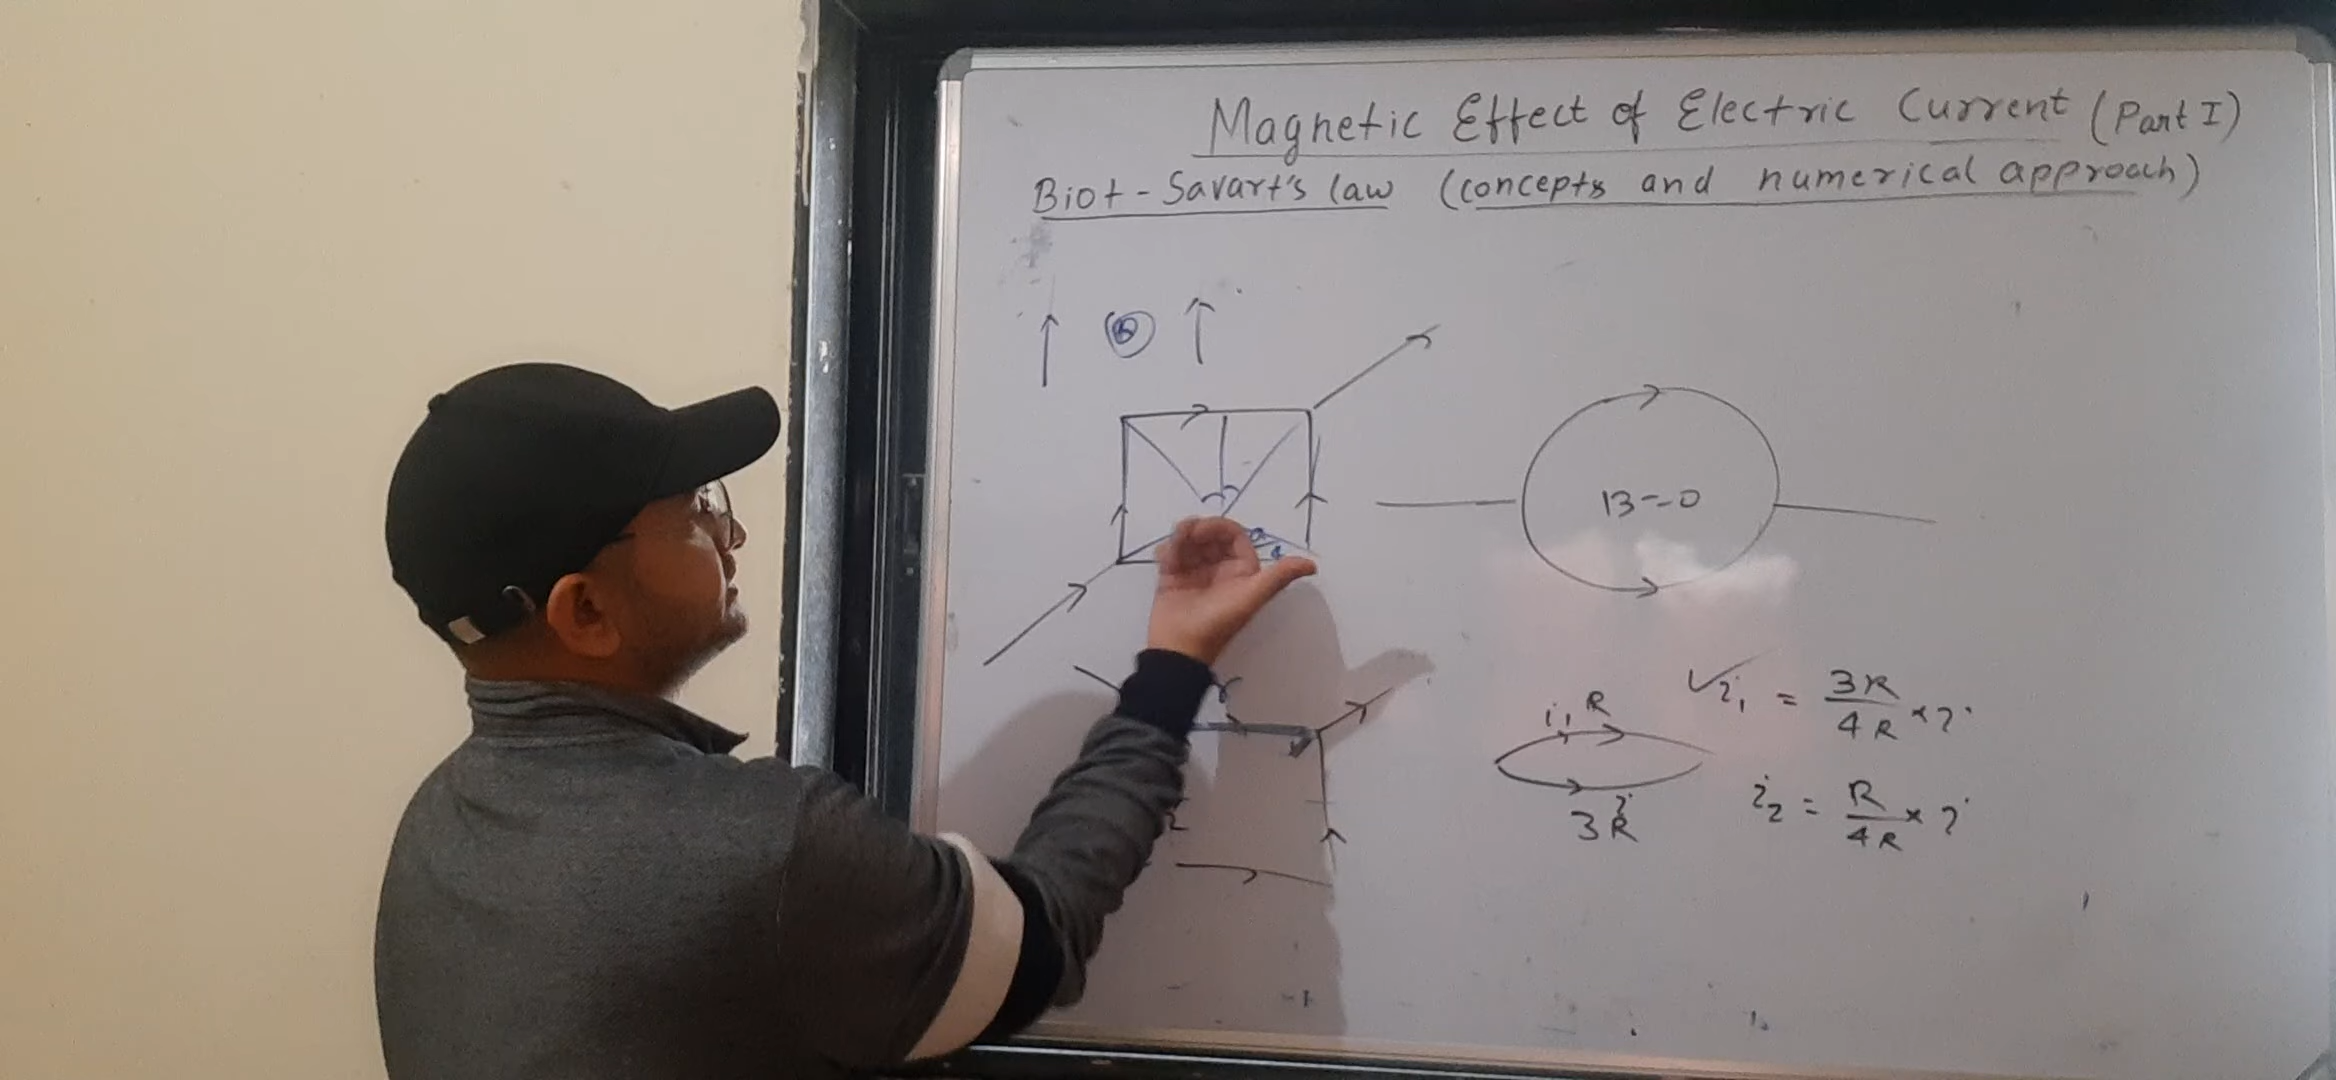 Magnetic Effect of Electric Current (Part I)
Biot-Savart's law (concepts and numerical approach)
a
a
B=0
r
i, R
3R
i₁ = 3R/4R × i
i₂ = R/4R × i